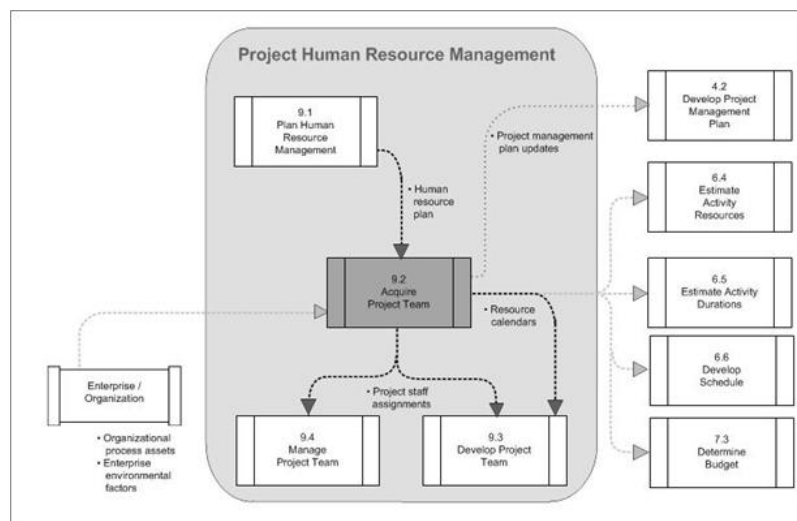 Project Human Resource Management
9.1
Plan Human
Resource
Management
• Human
resource
plan
• Project management
plan updates
4.2
Develop Project
Management
Plan
6.4
Estimate
Activity
Resources
9.2
Acquire
Project Team
• Resource
calendars
6.5
Estimate Activity
Durations
6.6
Develop
Schedule
Enterprise /
Organization
• Organizational
process assets
• Enterprise
environmental
factors
• Project staff
assignments
9.4
Manage
Project Team
9.3
Develop Project
Team
7.3
Determine
Budget